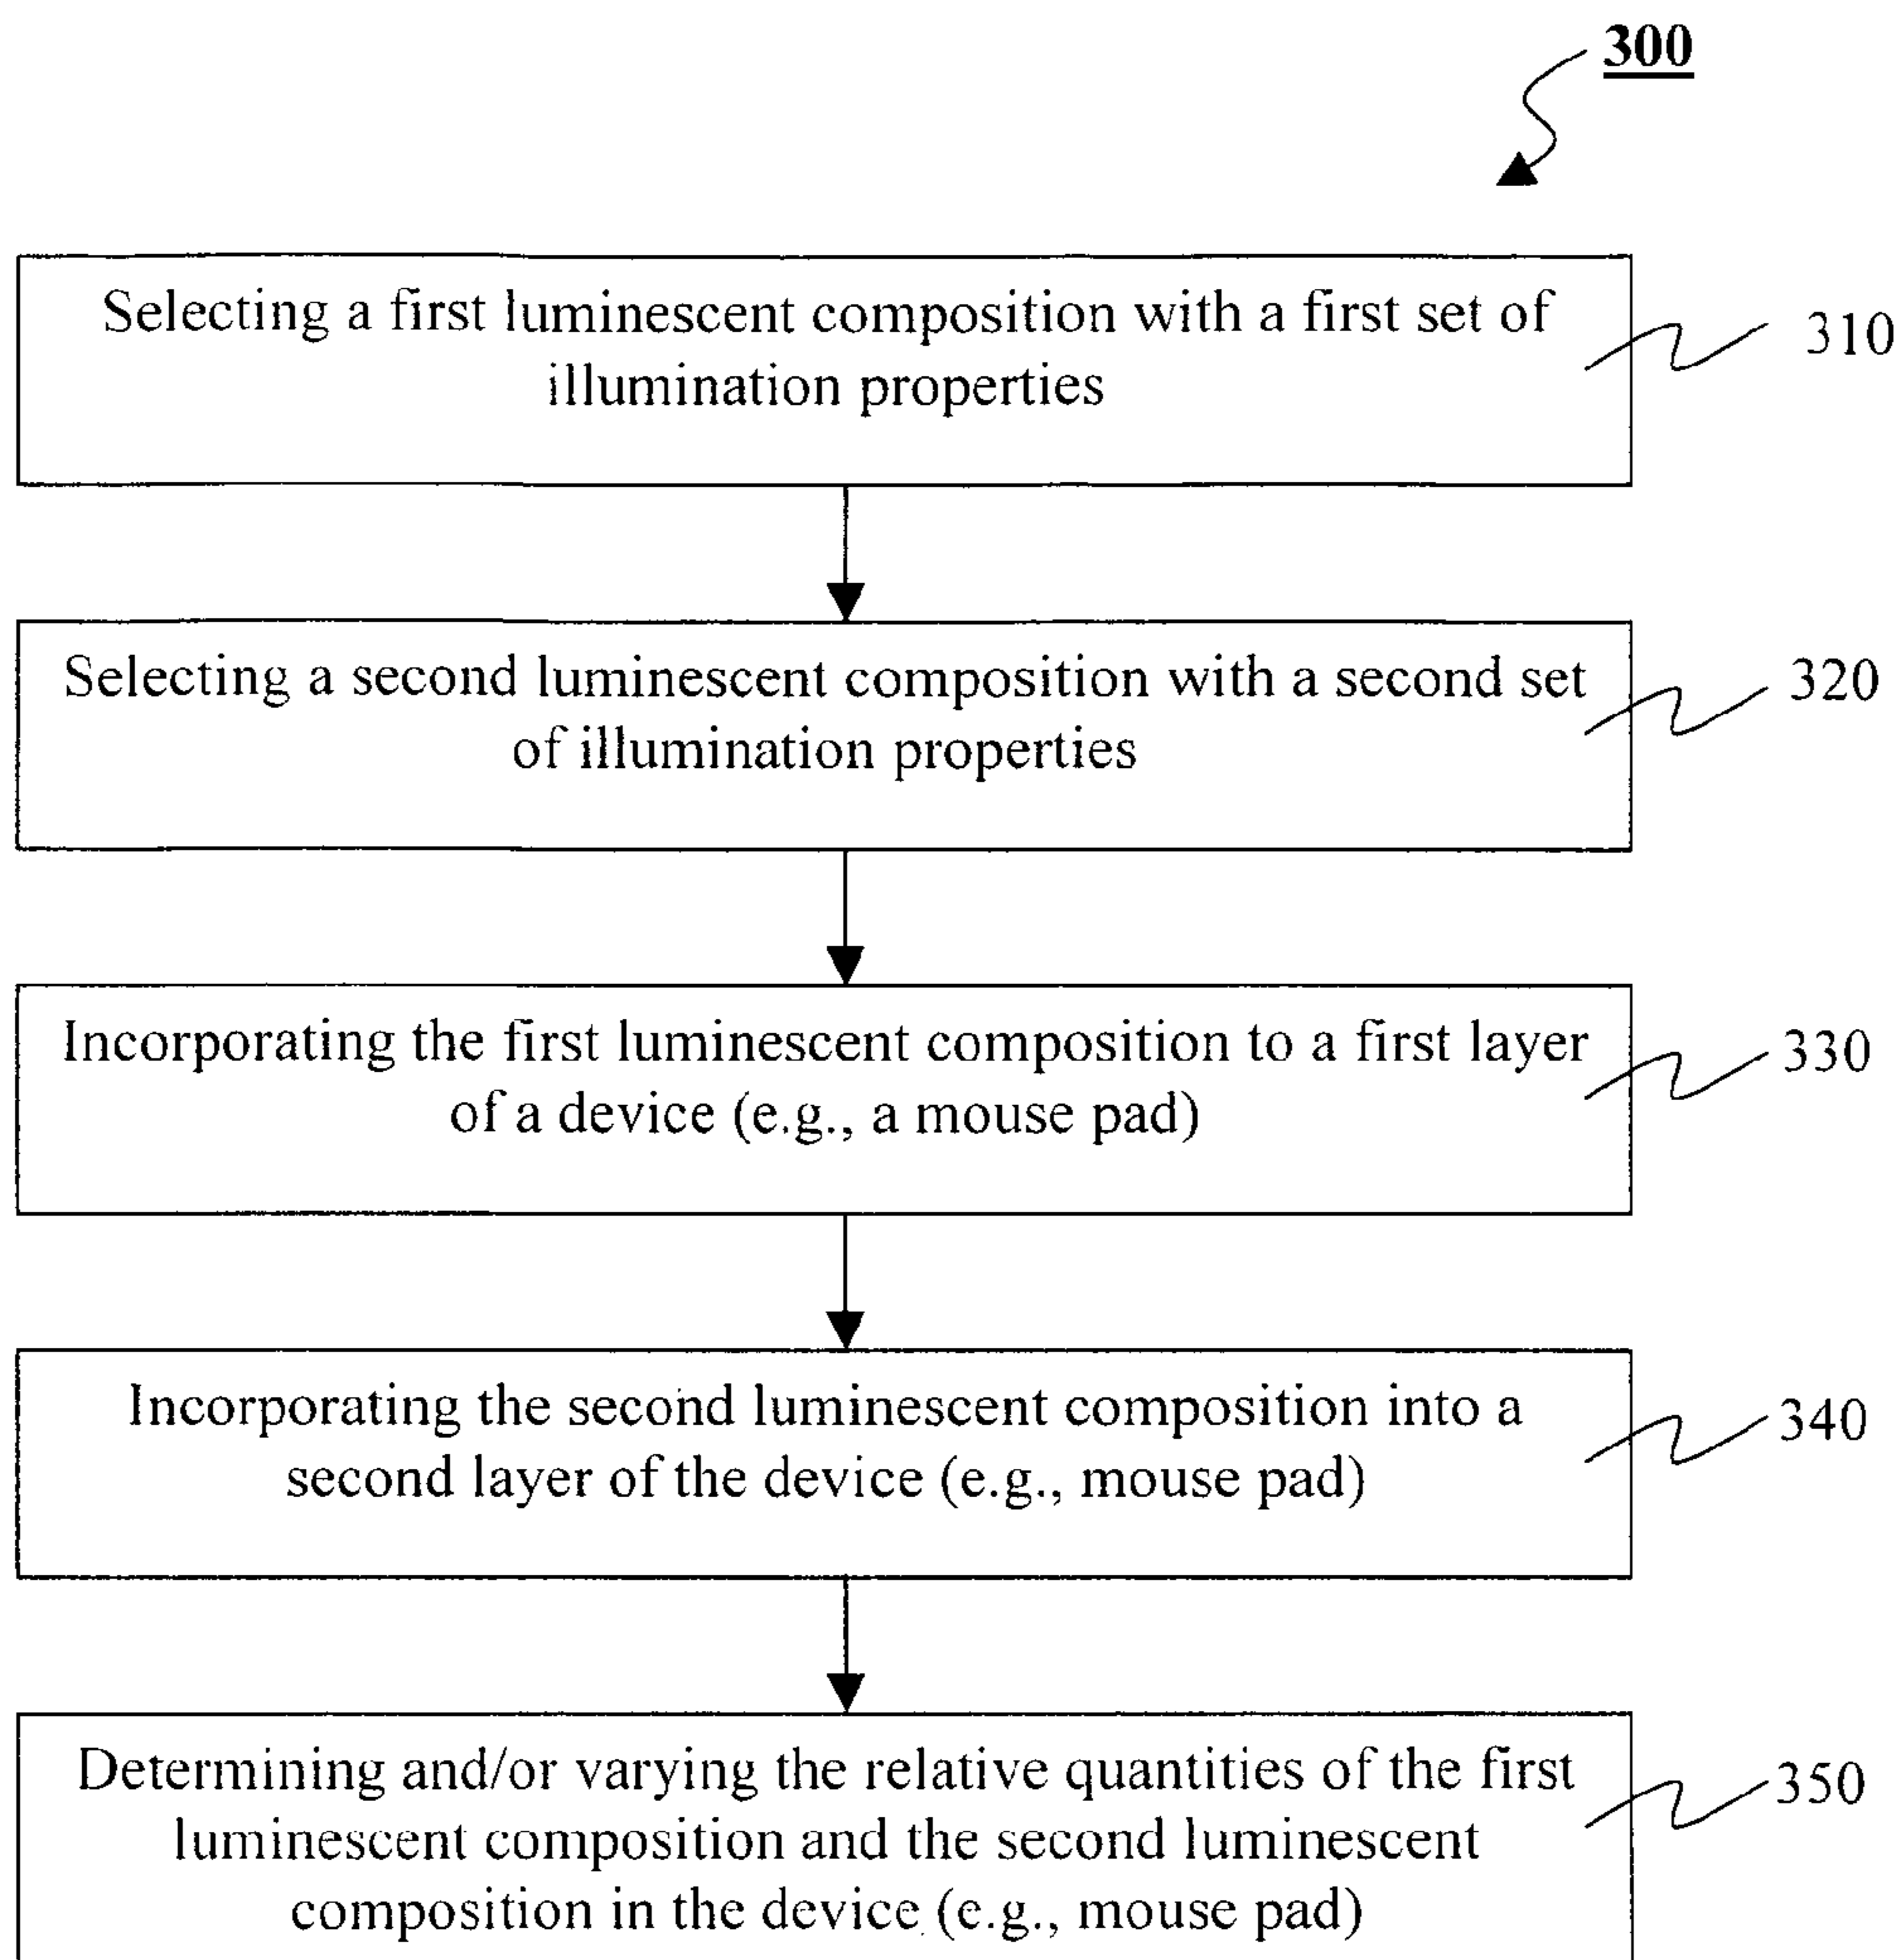 300
Selecting a first luminescent composition with a first set of
illumination properties
310
Selecting a second luminescent composition with a second set
of illumination properties
320
Incorporating the first luminescent composition to a first layer
of a device (e.g., a mouse pad)
330
Incorporating the second luminescent composition into a
second layer of the device (e.g., mouse pad)
340
Determining and/or varying the relative quantities of the first
luminescent composition and the second luminescent
composition in the device (e.g., mouse pad)
350